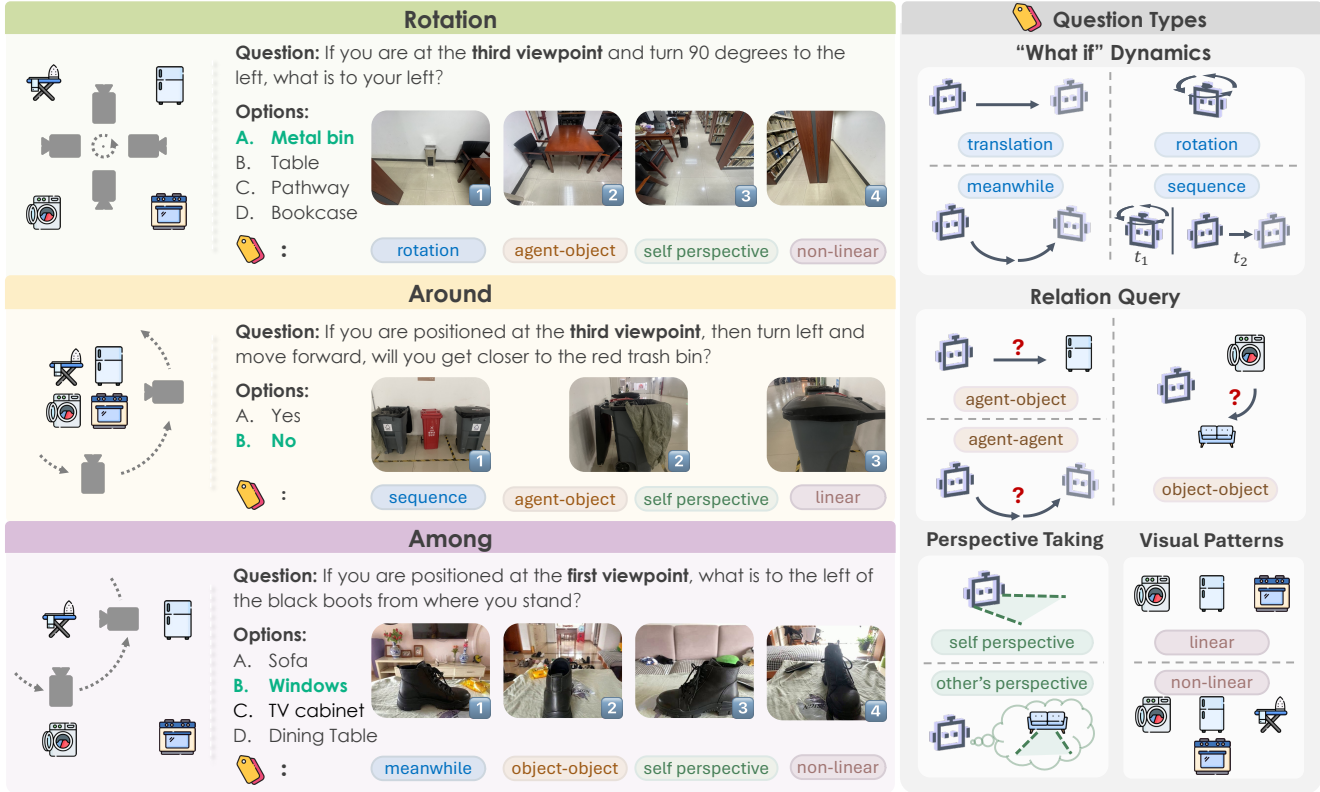 Rotation
Question: If you are at the third viewpoint and turn 90 degrees to the
left, what is to your left?
Options:
A. Metal bin
B. Table
C. Pathway
D. Bookcase
1
2
3
4
:
rotation
agent-object
self perspective
non-linear
Around
Question: If you are positioned at the third viewpoint, then turn left and
move forward, will you get closer to the red trash bin?
Options:
A. Yes
B. No
1
2
3
:
sequence
agent-object
self perspective
linear
Among
Question: If you are positioned at the first viewpoint, what is to the left of
the black boots from where you stand?
Options:
A. Sofa
B. Windows
C. TV cabinet
D. Dining Table
1
2
3
4
:
meanwhile
object-object
self perspective
non-linear
Question Types
“What if” Dynamics
translation
rotation
meanwhile
sequence
t1
t2
Relation Query
?
agent-object
agent-agent
?
?
object-object
Perspective Taking
self perspective
other's perspective
Visual Patterns
linear
non-linear